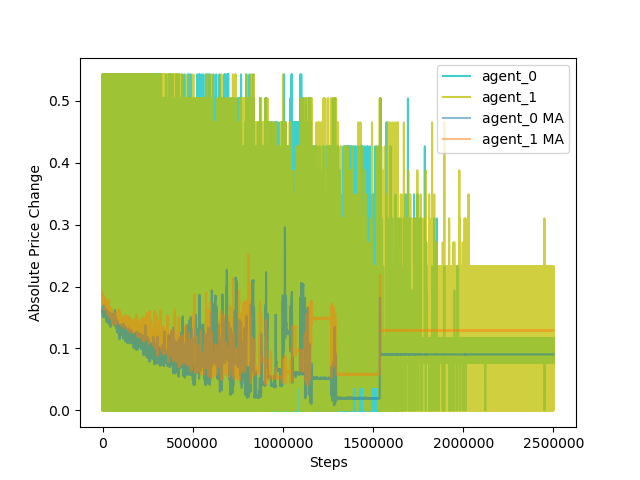 agent_0
agent_1
agent_0 MA
agent_1 MA
0.5
0.4
0.3
0.2
0.1
0.0
Absolute Price Change
0 500000 1000000 1500000 2000000 2500000
Steps